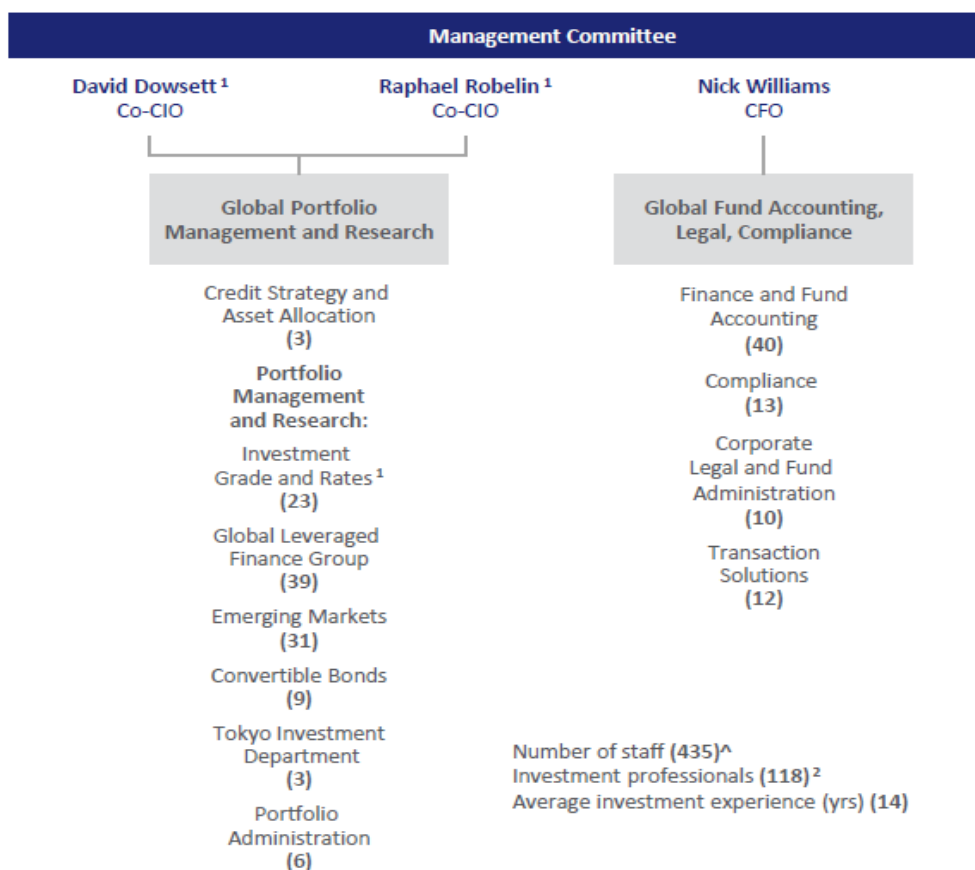 Management Committee
David Dowsett ¹
Co-CIO
Raphael Robelin ¹
Co-CIO
Nick Williams
CFO
Global Portfolio
Management and Research
Credit Strategy and
Asset Allocation
(3)
Portfolio
Management
and Research:
Investment
Grade and Rates ¹
(23)
Global Leveraged
Finance Group
(39)
Emerging Markets
(31)
Convertible Bonds
(9)
Tokyo Investment
Department
(3)
Portfolio
Administration
(6)
Global Fund Accounting,
Legal, Compliance
Finance and Fund
Accounting
(40)
Compliance
(13)
Corporate
Legal and Fund
Administration
(10)
Transaction
Solutions
(12)
Number of staff (435)^
Investment professionals (118)²
Average investment experience (yrs) (14)